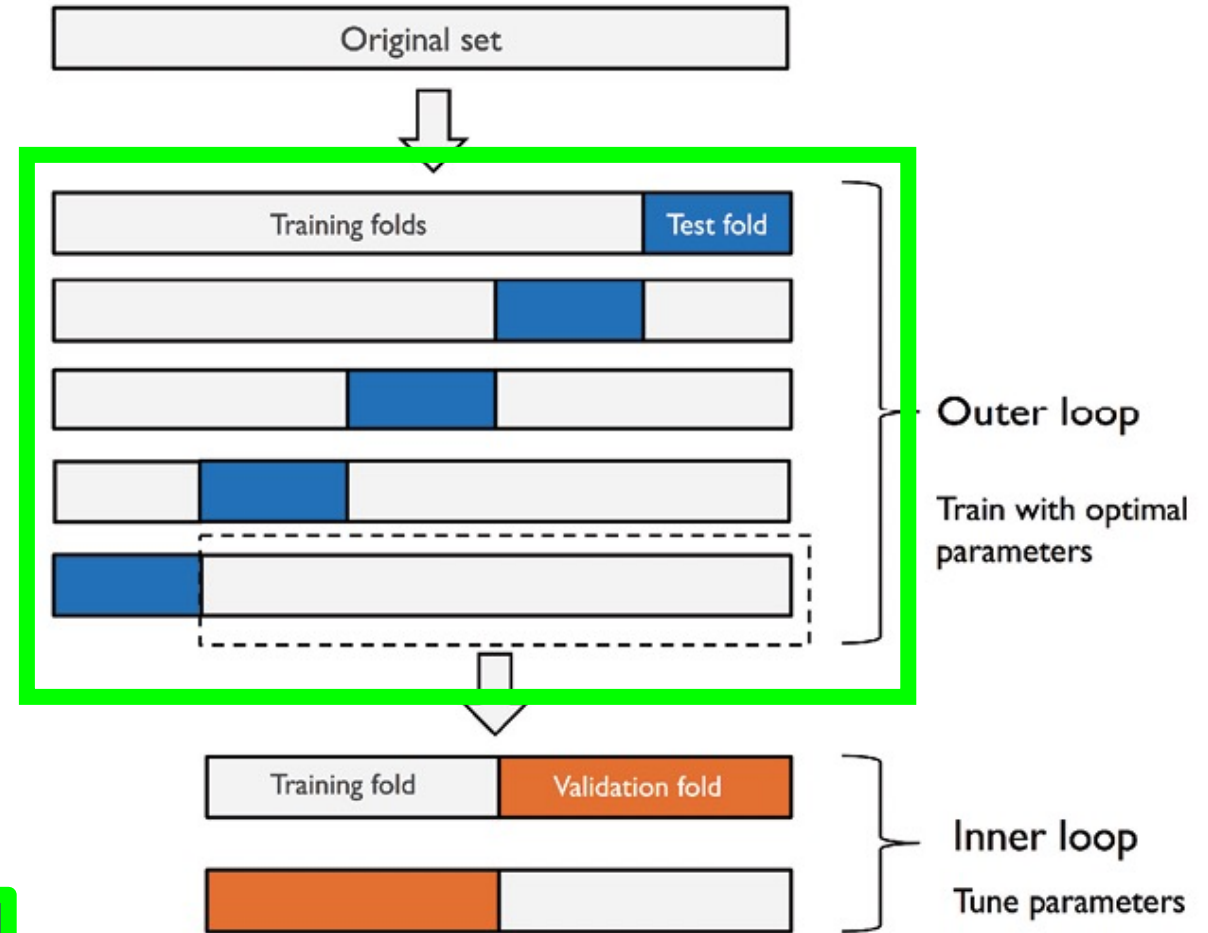 Original set
Training folds
Test fold
Outer loop
Train with optimal
parameters
Training fold
Validation fold
Inner loop
Tune parameters